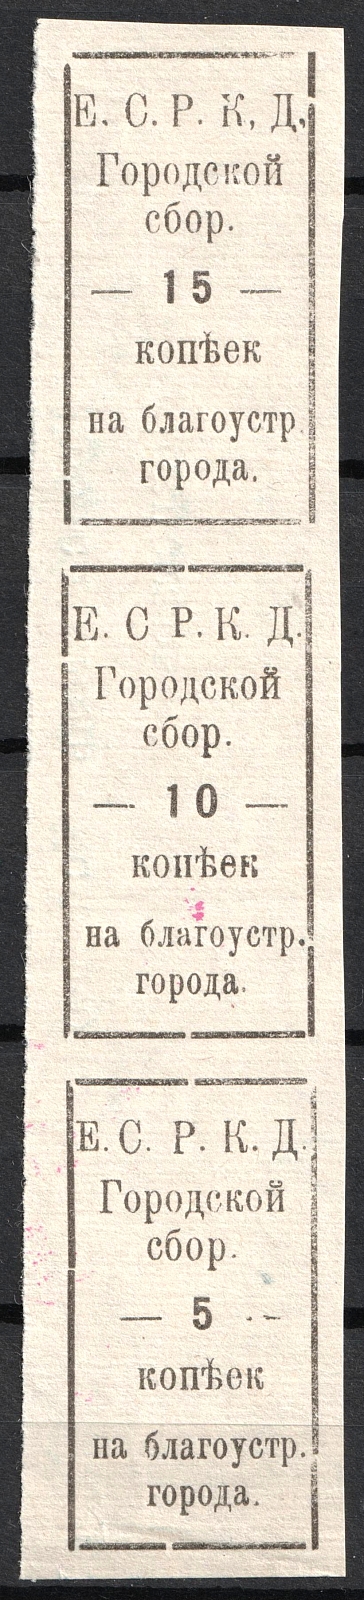 Е. С. Р. К. Д.
Городской
сбор.
— 15 —
копѣек
на благоустр.
города.
Е. С Р. К. Д.
Городской
сбор.
— 10 —
копѣек
на благоустр.
города.
Е. С. Р. К. Д.
Городской
сбор.
— 5 —
копѣек
на благоустр.
города.